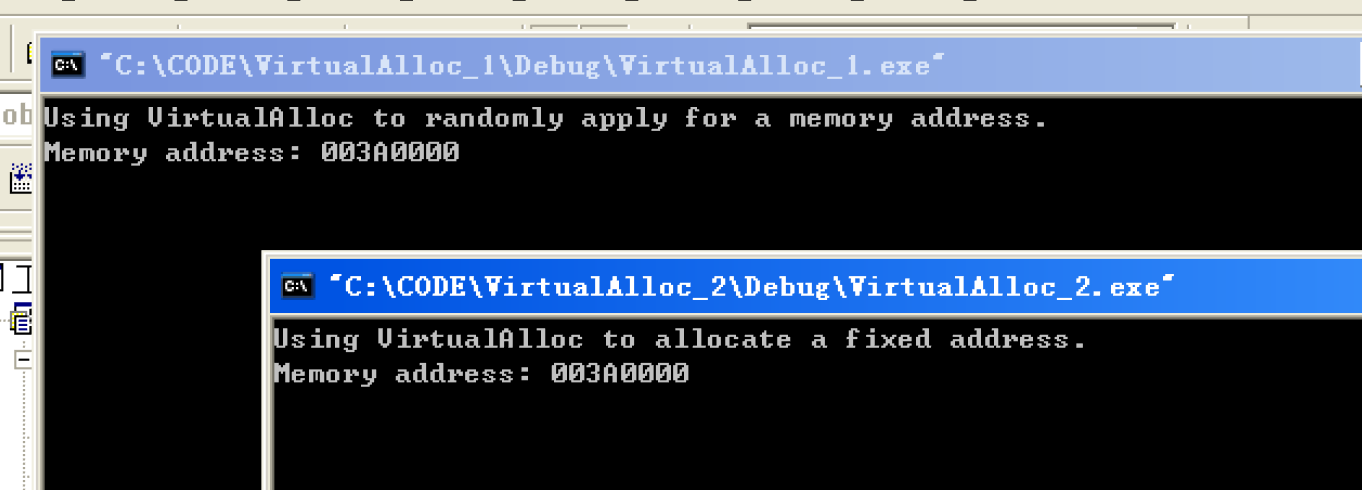 "C:\CODE\VirtualAlloc_1\Debug\VirtualAlloc_1.exe"
ob
Using VirtualAlloc to randomly apply for a memory address.
Memory address: 003A0000
"C:\CODE\VirtualAlloc_2\Debug\VirtualAlloc_2.exe"
Using VirtualAlloc to allocate a fixed address.
Memory address: 003A0000